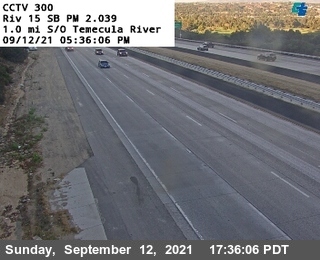 CCTV 300
Riv 15 SB PM 2.039
1.0 mi S/O Temecula River
09/12/21 05:36:06 PM
Sunday, September 12, 2021 17:36:06 PDT